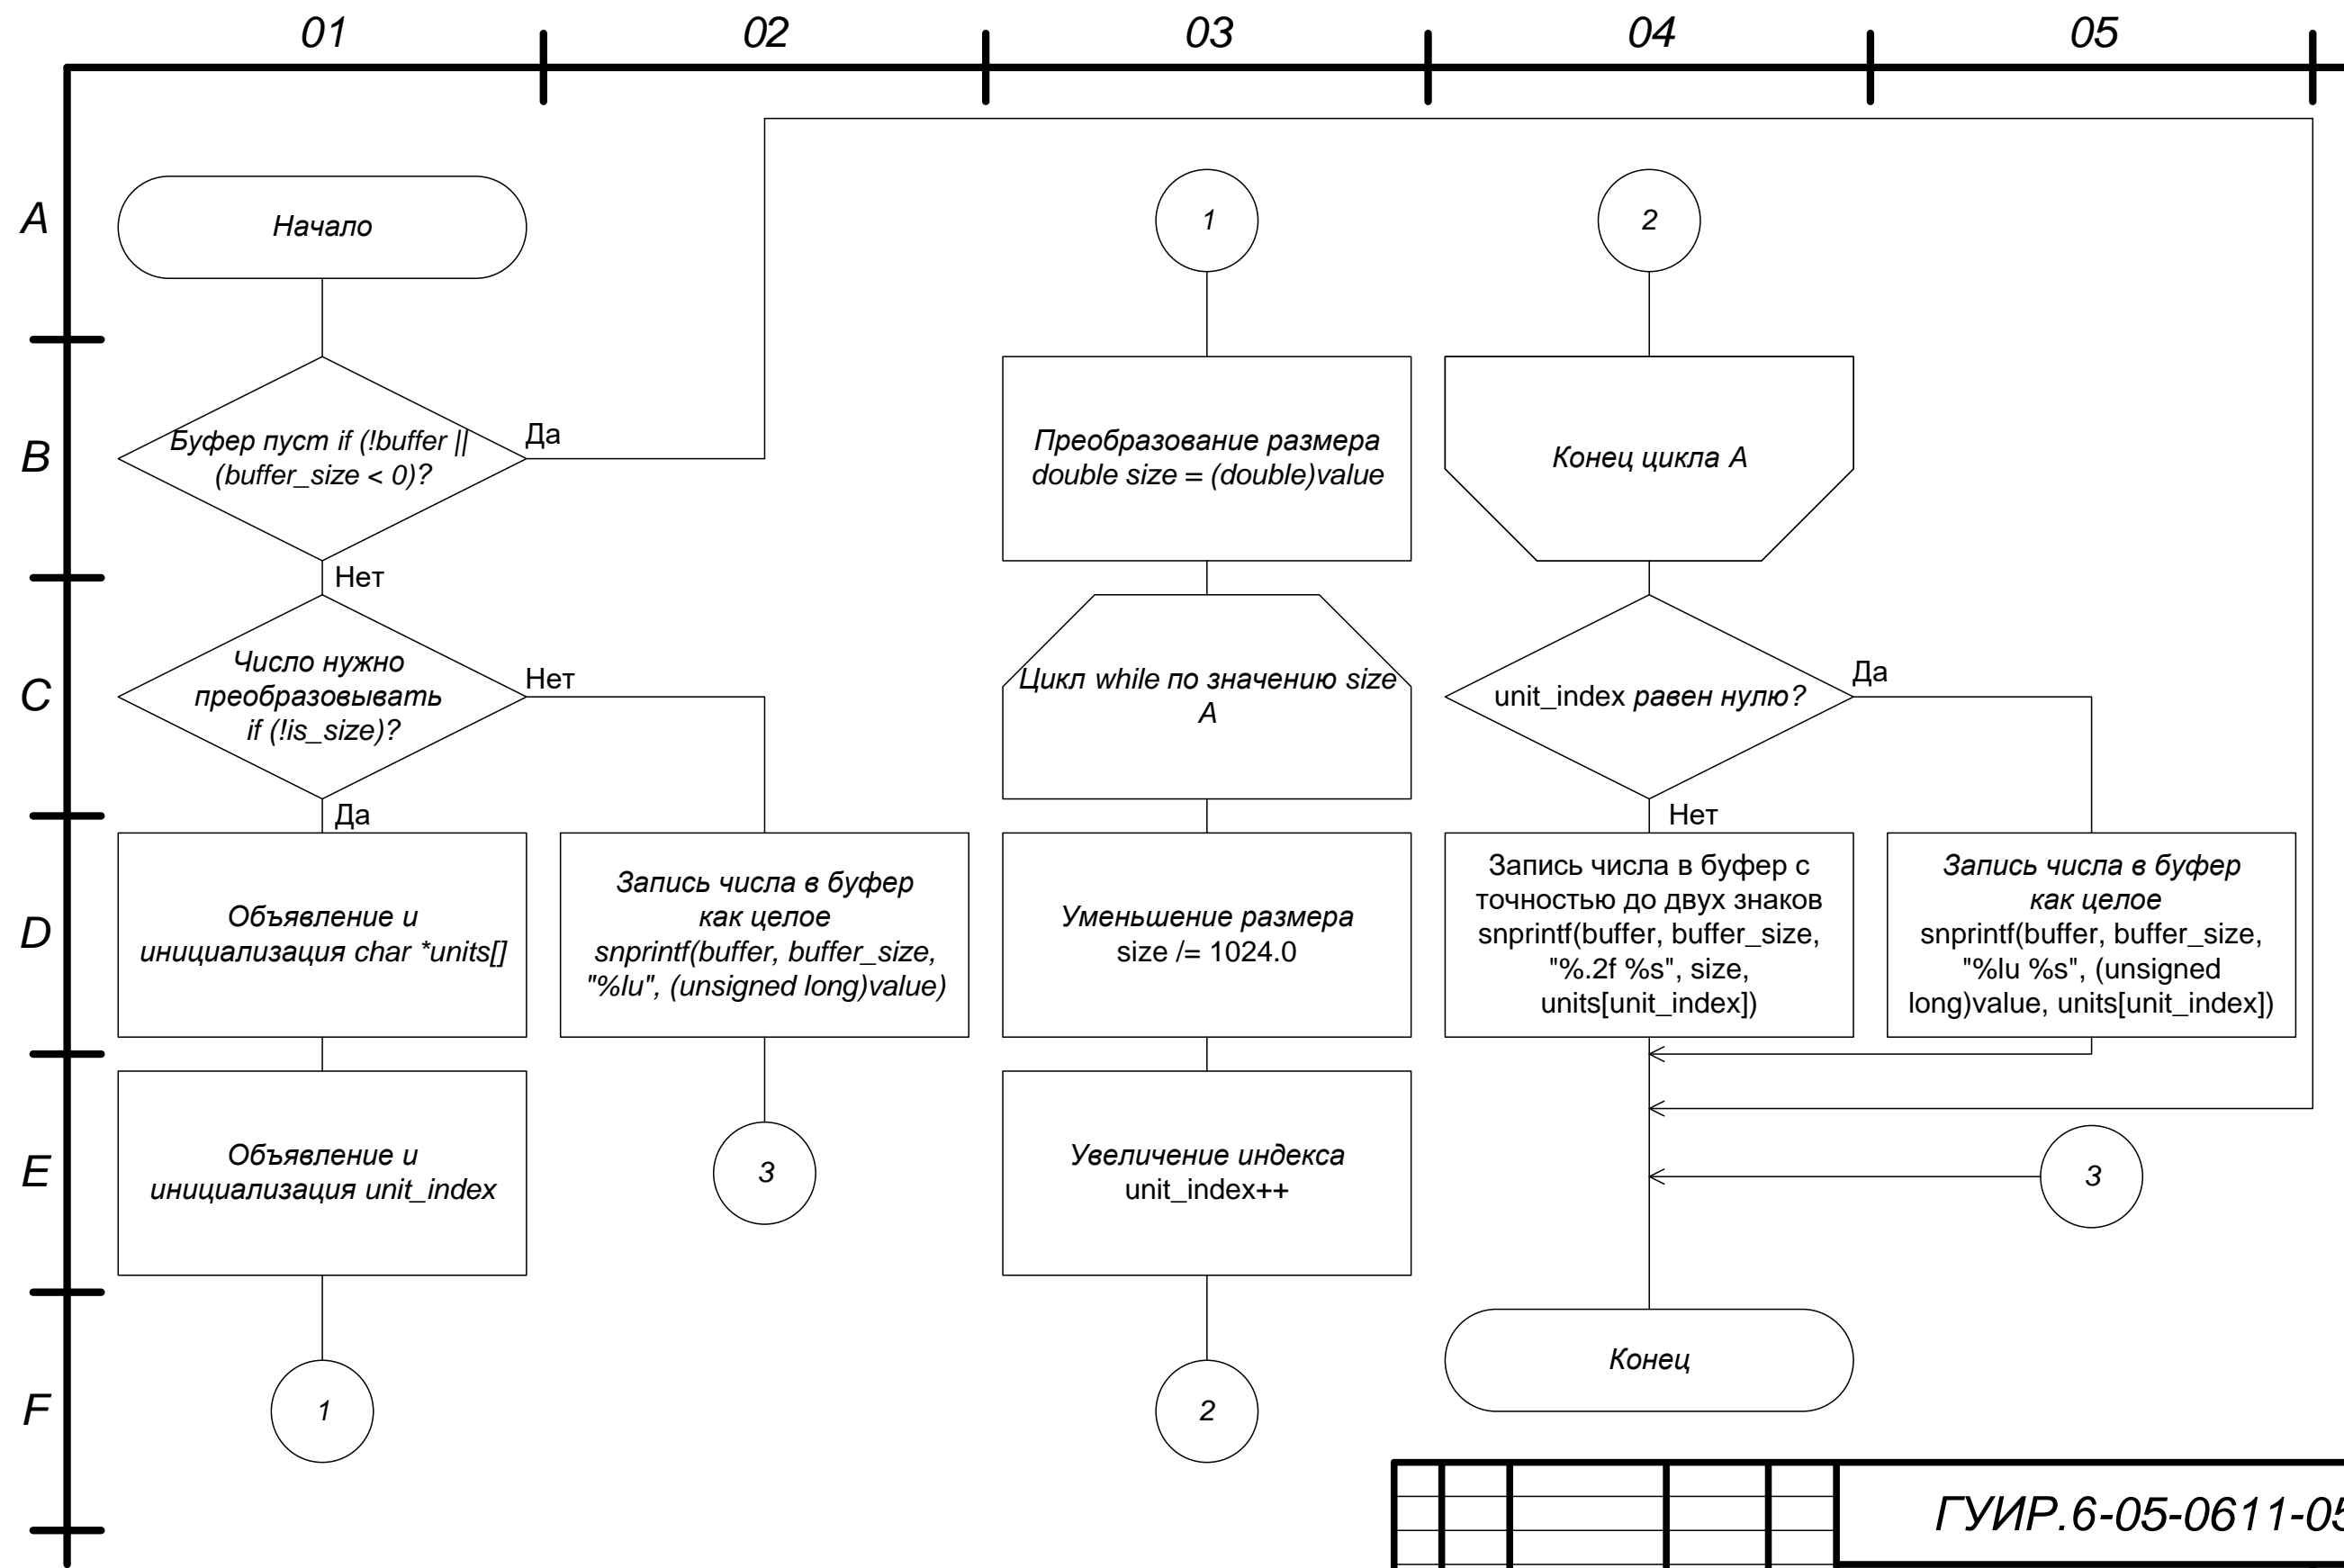 01
02
03
04
05
A
B
C
D
E
F
Начало
Буфер пуст if (!buffer ||
(buffer_size < 0)?
Да
Нет
Число нужно
преобразовывать
if (!is_size)?
Нет
Да
Объявление и
инициализация char *units[]
Объявление и
инициализация unit_index
1
Запись числа в буфер
как целое
snprintf(buffer, buffer_size,
"%lu", (unsigned long)value)
3
1
Преобразование размера
double size = (double)value
Цикл while по значению size
A
Уменьшение размера
size /= 1024.0
Увеличение индекса
unit_index++
2
2
Конец цикла A
unit_index равен нулю?
Да
Нет
Запись числа в буфер с
точностью до двух знаков
snprintf(buffer, buffer_size,
"%.2f %s", size,
units[unit_index])
Запись числа в буфер
как целое
snprintf(buffer, buffer_size,
"%lu %s", (unsigned
long)value, units[unit_index])
3
Конец
ГУИР.6-05-0611-05